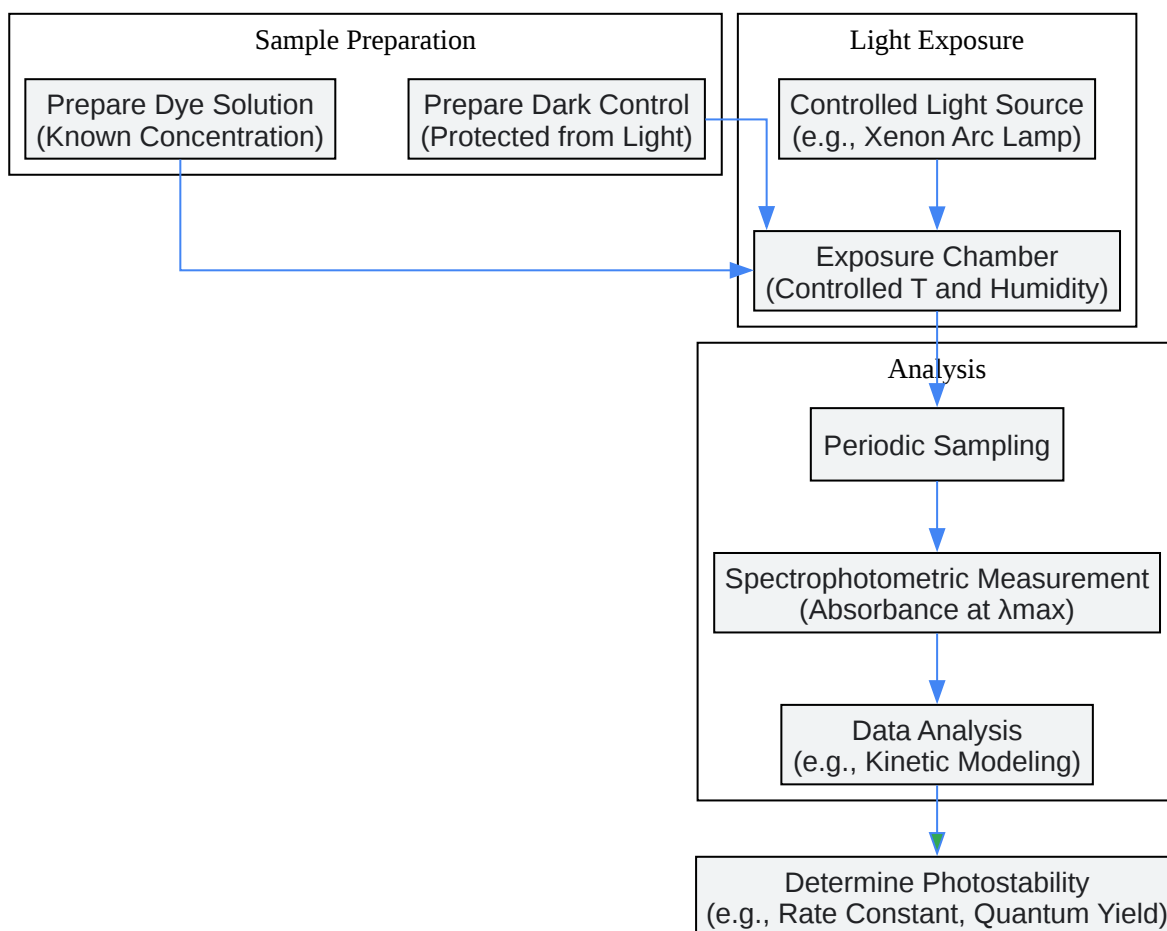 Sample Preparation
Prepare Dye Solution
(Known Concentration)
Prepare Dark Control
(Protected from Light)
Light Exposure
Controlled Light Source
(e.g., Xenon Arc Lamp)
Exposure Chamber
(Controlled T and Humidity)
Analysis
Periodic Sampling
Spectrophotometric Measurement
(Absorbance at λmax)
Data Analysis
(e.g., Kinetic Modeling)
Determine Photostability
(e.g., Rate Constant, Quantum Yield)